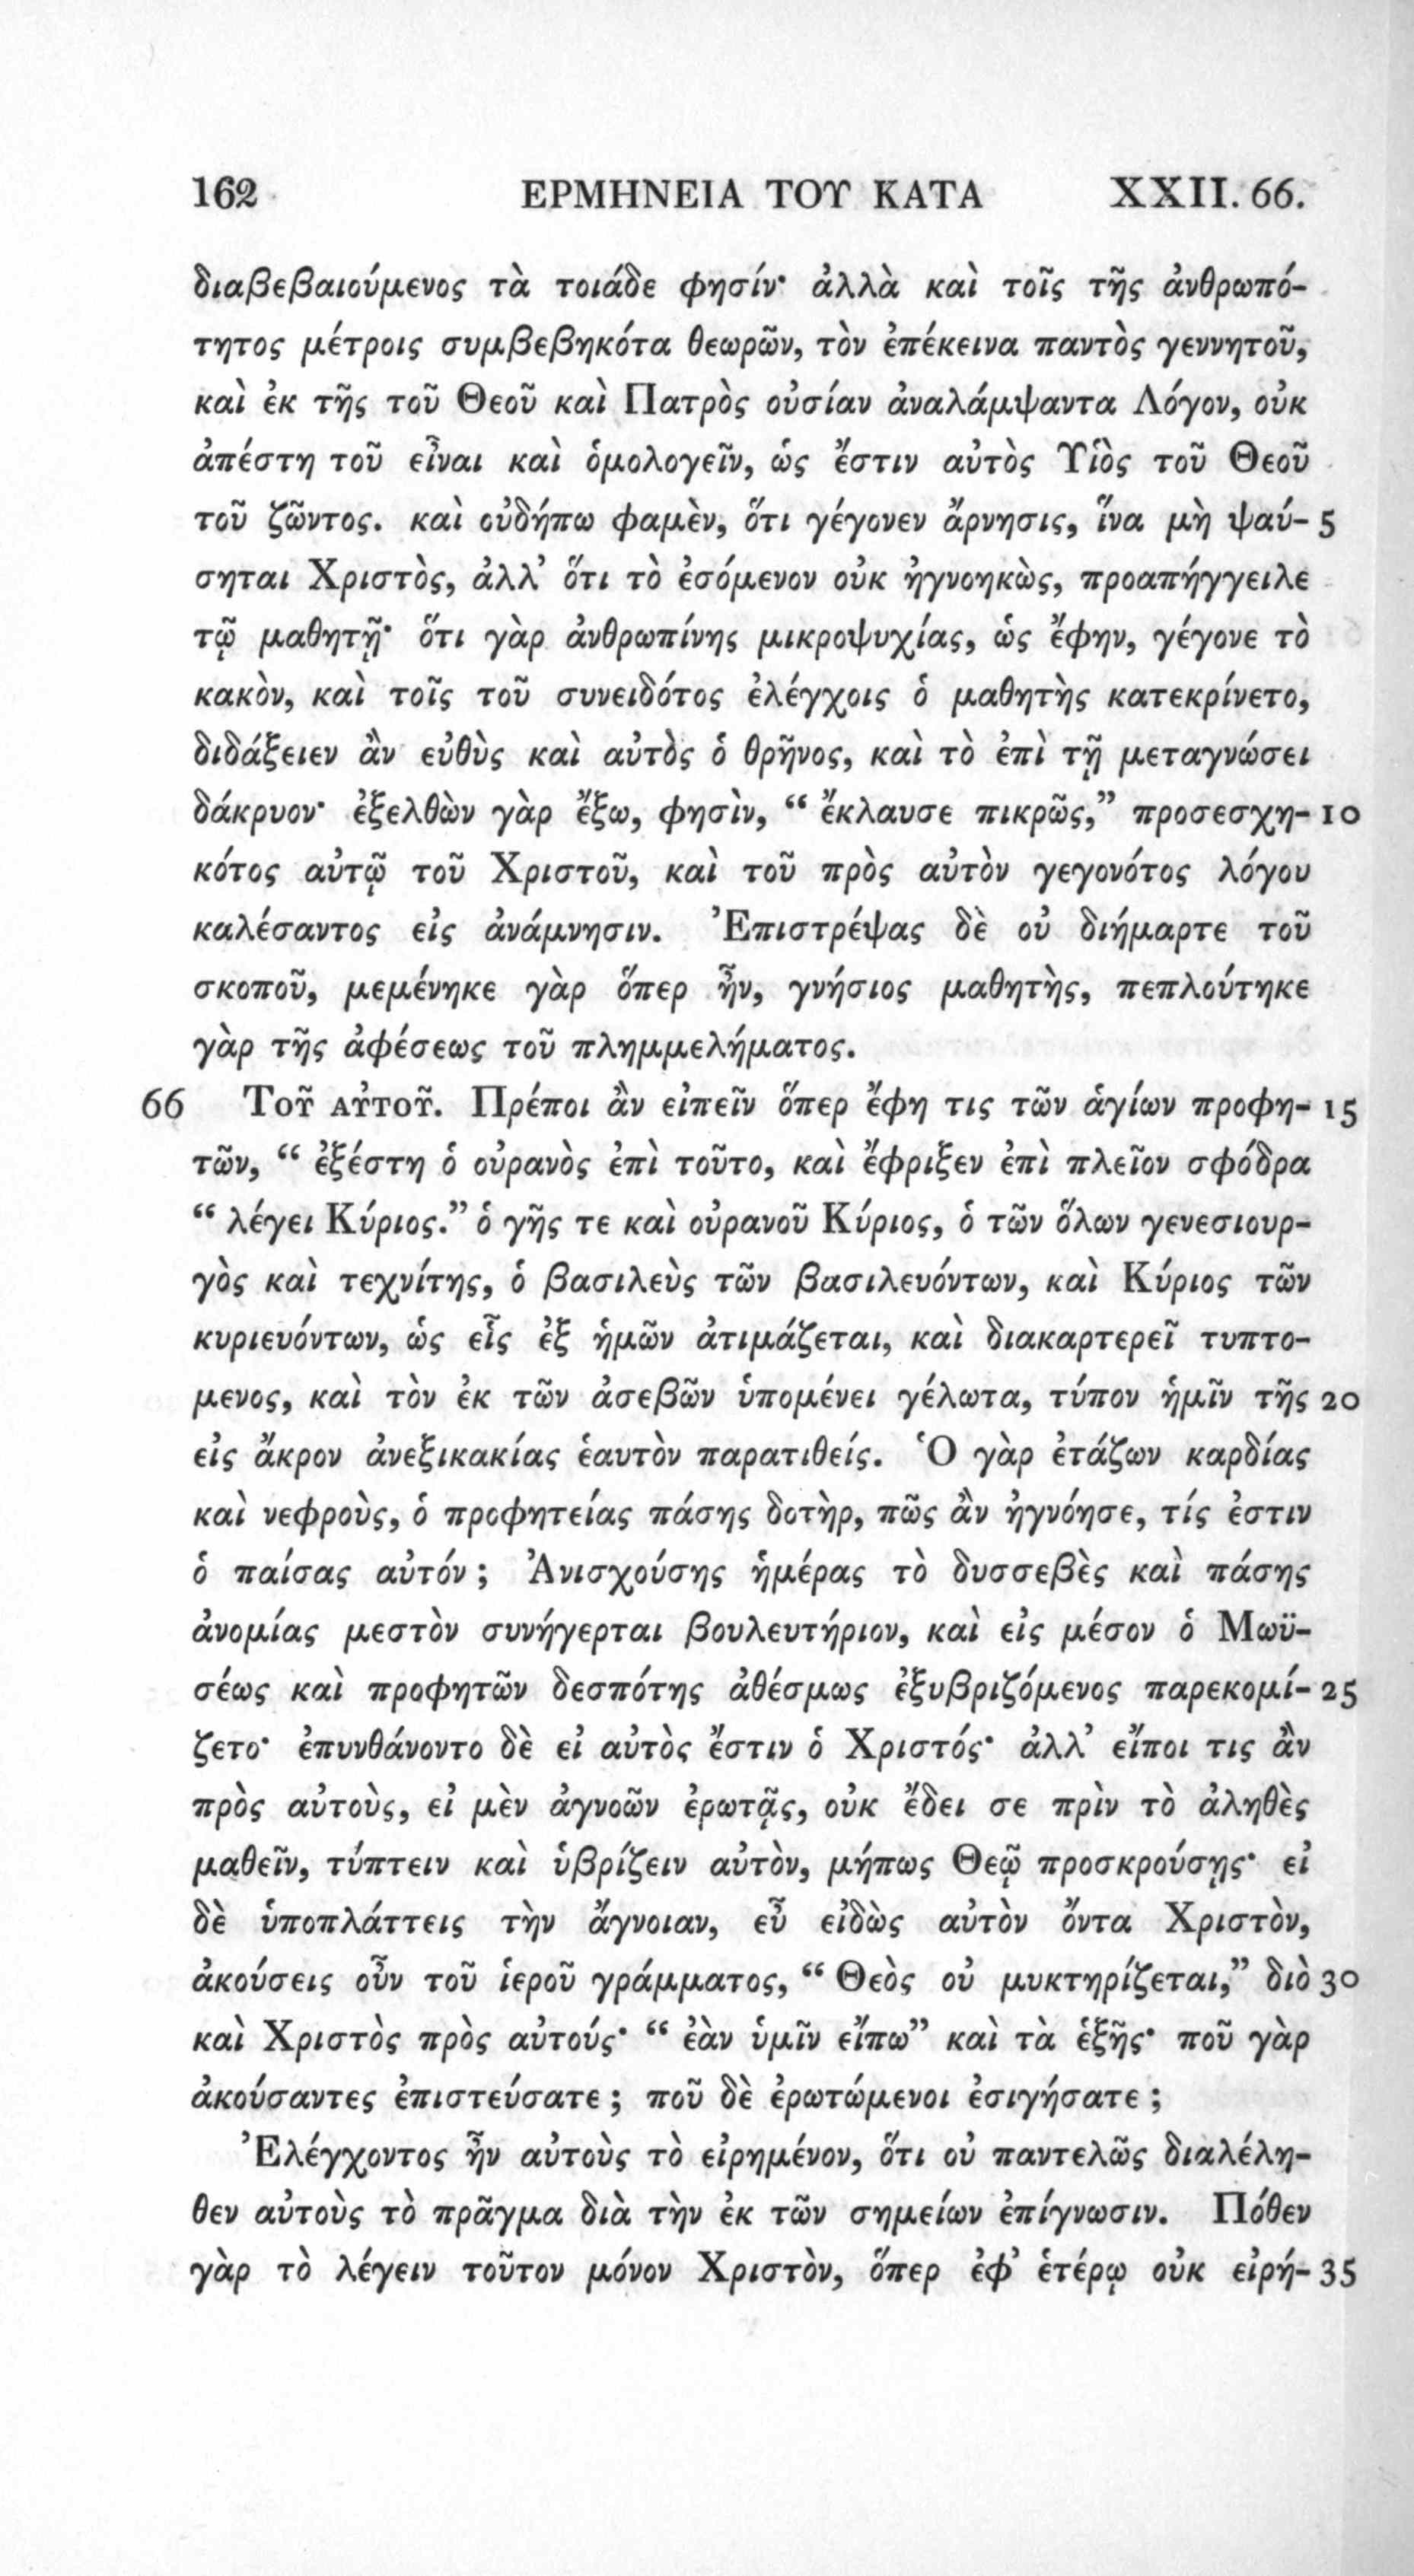 162 ΕΡΜΗΝΕΙΑ ΤΟΥ ΚΑΤΑ XXII. 66.
διαβεβαιούμενος τὰ τοιάδε φησίν· ἀλλὰ καὶ τοῖς τῆς ἀνθρωπό-
τητος μέτροις συμβεβηκότα θεωρῶν, τὸν ἐπέκεινα παντὸς γεννητοῦ,
καὶ ἐκ τῆς τοῦ Θεοῦ καὶ Πατρὸς οὐσίαν ἀναλάμψαντα Λόγον, οὐκ
ἀπέστη τοῦ εἶναι καὶ ὁμολογεῖν, ὡς ἔστιν αὐτὸς Υἱὸς τοῦ Θεοῦ
τοῦ ζῶντος. καὶ οὐδήπω φαμὲν, ὅτι γέγονεν ἄρνησις, ἵνα μὴ ψαύ- 5
σηται Χριστὸς, ἀλλ’ ὅτι τὸ ἐσόμενον οὐκ ἠγνοηκὼς, προαπήγγειλε
τῷ μαθητῇ· ὅτι γὰρ ἀνθρωπίνης μικροψυχίας, ὡς ἔφην, γέγονε τὸ
κακὸν, καὶ τοῖς τοῦ συνειδότος ἐλέγχοις ὁ μαθητὴς κατεκρίνετο,
διδάξειεν ἂν εὐθὺς καὶ αὐτὸς ὁ θρῆνος, καὶ τὸ ἐπὶ τῇ μεταγνώσει
δάκρυον· ἐξελθὼν γὰρ ἔξω, φησὶν, “ ἔκλαυσε πικρῶς,” προσεσχη- 10
κότος αὐτῷ τοῦ Χριστοῦ, καὶ τοῦ πρὸς αὐτὸν γεγονότος λόγου
καλέσαντος εἰς ἀνάμνησιν. Ἐπιστρέψας δὲ οὐ διήμαρτε τοῦ
σκοποῦ, μεμένηκε γὰρ ὅπερ ἦν, γνήσιος μαθητὴς, πεπλούτηκε
γὰρ τῆς ἀφέσεως τοῦ πλημμελήματος.
66 Τοῦ αὐτοῦ. Πρέποι ἂν εἰπεῖν ὅπερ ἔφη τις τῶν ἁγίων προφη- 15
τῶν, “ ἐξέστη ὁ οὐρανὸς ἐπὶ τοῦτο, καὶ ἔφριξεν ἐπὶ πλεῖον σφόδρα
“ λέγει Κύριος.” ὁ γῆς τε καὶ οὐρανοῦ Κύριος, ὁ τῶν ὅλων γενεσιουρ-
γὸς καὶ τεχνίτης, ὁ βασιλεὺς τῶν βασιλευόντων, καὶ Κύριος τῶν
κυριευόντων, ὡς εἷς ἐξ ἡμῶν ἀτιμάζεται, καὶ διακαρτερεῖ τυπτο-
μενος, καὶ τὸν ἐκ τῶν ἀσεβῶν ὑπομένει γέλωτα, τύπον ἡμῖν τῆς 20
εἰς ἄκρον ἀνεξικακίας ἑαυτὸν παρατιθείς. Ὁ γὰρ ἐτάζων καρδίας
καὶ νεφροὺς, ὁ προφητείας πάσης δοτὴρ, πῶς ἂν ἠγνόησε, τίς ἐστιν
ὁ παίσας αὐτόν ; Ἀνισχούσης ἡμέρας τὸ δυσσεβὲς καὶ πάσης
ἀνομίας μεστὸν συνήγερται βουλευτήριον, καὶ εἰς μέσον ὁ Μωϋ-
σέως καὶ προφητῶν δεσπότης ἀθέσμως ἐξυβριζόμενος παρεκομί- 25
ζετο· ἐπυνθάνοντο δὲ εἰ αὐτὸς ἔστιν ὁ Χριστός· ἀλλ’ εἴποι τις ἂν
πρὸς αὐτοὺς, εἰ μὲν ἀγνοῶν ἐρωτᾷς, οὐκ ἔδει σε πρὶν τὸ ἀληθὲς
μαθεῖν, τύπτειν καὶ ὑβρίζειν αὐτὸν, μήπως Θεῷ προσκρούσῃς· εἰ
δὲ ὑποπλάττεις τὴν ἄγνοιαν, εὖ εἰδὼς αὐτὸν ὄντα Χριστὸν,
ἀκούσεις οὖν τοῦ ἱεροῦ γράμματος, “ Θεὸς οὐ μυκτηρίζεται,” διὸ 30
καὶ Χριστὸς πρὸς αὐτούς· “ ἐὰν ὑμῖν εἴπω” καὶ τὰ ἑξῆς· ποῦ γὰρ
ἀκούσαντες ἐπιστεύσατε ; ποῦ δὲ ἐρωτώμενοι ἐσιγήσατε ;
Ἐλέγχοντος ἦν αὐτοὺς τὸ εἰρημένον, ὅτι οὐ παντελῶς διαλέλη-
θεν αὐτοὺς τὸ πρᾶγμα διὰ τὴν ἐκ τῶν σημείων ἐπίγνωσιν. Πόθεν
γὰρ τὸ λέγειν τοῦτον μόνον Χριστὸν, ὅπερ ἐφ’ ἑτέρῳ οὐκ εἰρή- 35